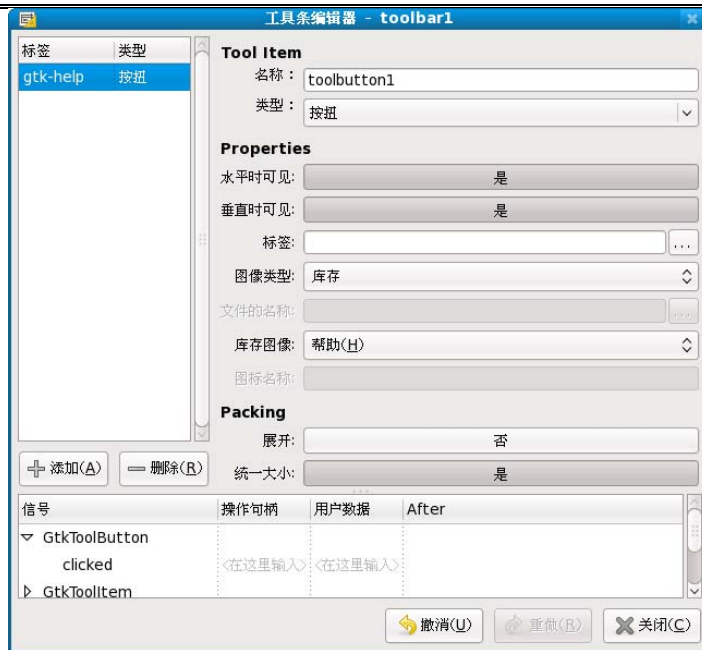 工具条编辑器 - toolbar1
标签 类型
gtk-help 按扭
Tool Item
名称： toolbutton1
类型： 按扭
Properties
水平时可见: 是
垂直时可见: 是
标签: ...
图像类型: 库存
文件的名称: ...
库存图像: 帮助(H)
图标名称:
Packing
展开: 否
统一大小: 是
添加(A) 删除(R)
信号 操作句柄 用户数据 After
GtkToolButton
clicked <在这里输入> <在这里输入>
GtkToolItem
撤消(U) 重做(R) 关闭(C)